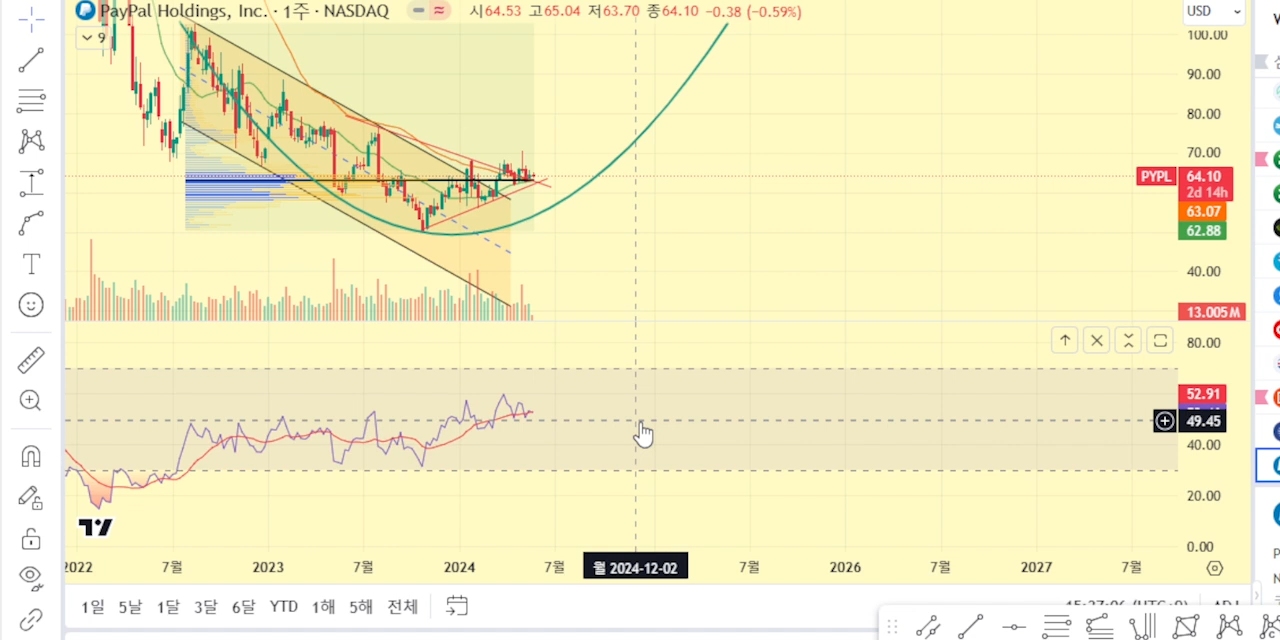 PayPal Holdings, Inc. · 1주 · NASDAQ 시64.53 고65.04 저63.70 종64.10 −0.38 (−0.59%) USD
9
100.00
90.00
80.00
70.00
PYPL 64.10
2d 14h
63.07
62.88
40.00
13.005M
80.00
52.91
49.45
40.00
20.00
0.00
2022 7월 2023 7월 2024 7월 월 2024-12-02 7월 2026 7월 2027 7월
1일 5날 1달 3달 6달 YTD 1해 5해 전체